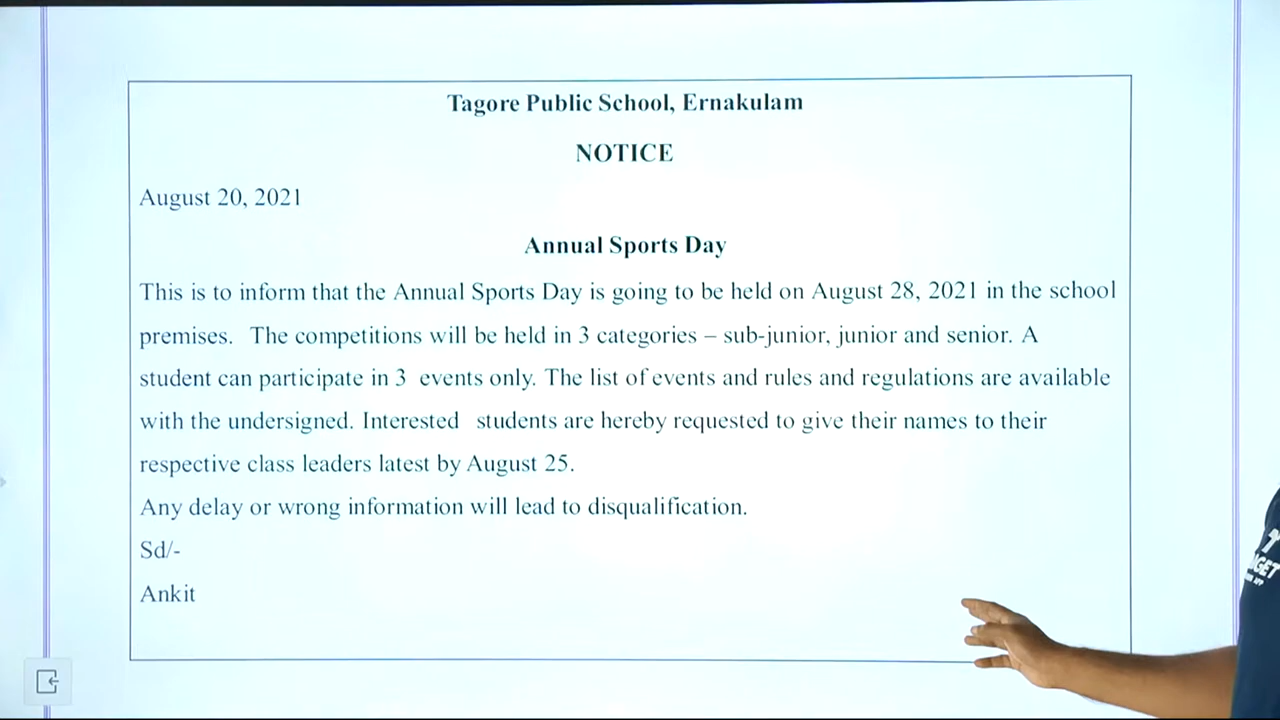 Tagore Public School, Ernakulam
NOTICE
August 20, 2021
Annual Sports Day
This is to inform that the Annual Sports Day is going to be held on August 28, 2021 in the school
premises. The competitions will be held in 3 categories – sub-junior, junior and senior. A
student can participate in 3 events only. The list of events and rules and regulations are available
with the undersigned. Interested students are hereby requested to give their names to their
respective class leaders latest by August 25.
Any delay or wrong information will lead to disqualification.
Sd/-
Ankit